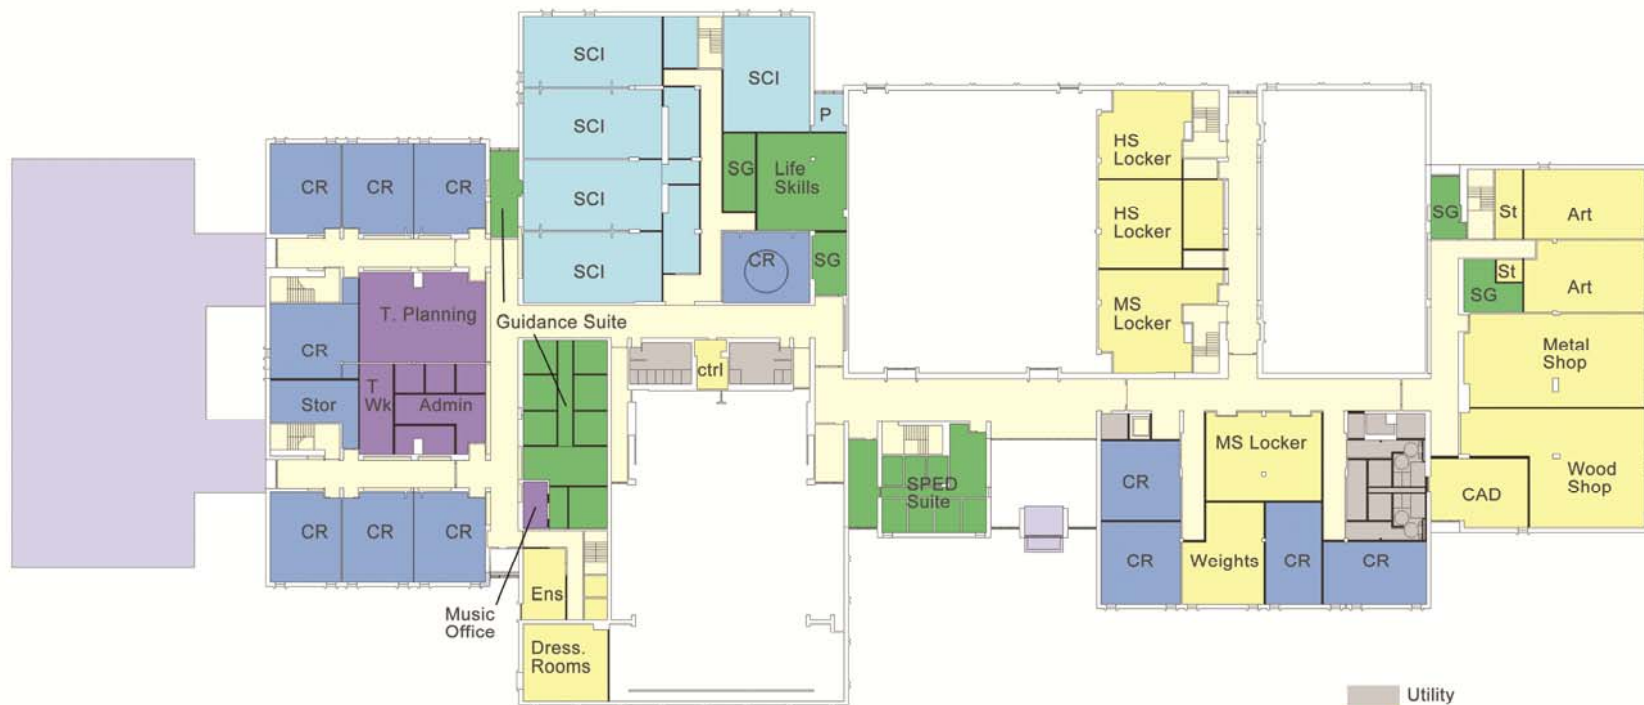 SCI
SCI
SCI
P
SCI
HS
Locker
CR
CR
CR
SG
Life
Skills
SCI
HS
Locker
SG
St
Art
SCI
CR
SG
St
SG
Art
T. Planning
Guidance Suite
MS
Locker
CR
ctrl
Metal
Shop
T
Wk
Admin
Stor
MS Locker
SPED
Suite
CR
CAD
Wood
Shop
CR
CR
CR
CR
Weights
CR
CR
Ens
Music
Office
Dress.
Rooms
Utility